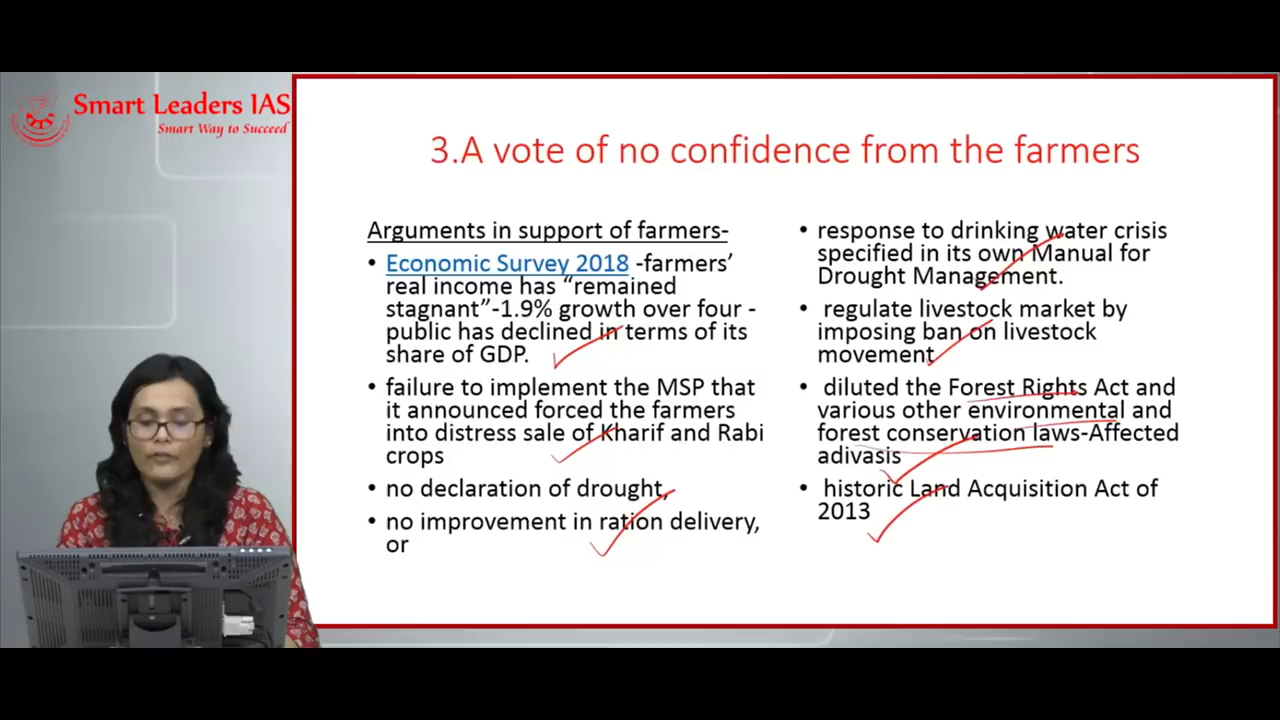 Smart Leaders IAS
Smart Way to Succeed
3.A vote of no confidence from the farmers
Arguments in support of farmers-
• Economic Survey 2018 -farmers’
real income has “remained
stagnant”-1.9% growth over four -
public has declined in terms of its
share of GDP.
• failure to implement the MSP that
it announced forced the farmers
into distress sale of Kharif and Rabi
crops
• no declaration of drought,
• no improvement in ration delivery,
or
• response to drinking water crisis
specified in its own Manual for
Drought Management.
• regulate livestock market by
imposing ban on livestock
movement
• diluted the Forest Rights Act and
various other environmental and
forest conservation laws-Affected
adivasis
• historic Land Acquisition Act of
2013